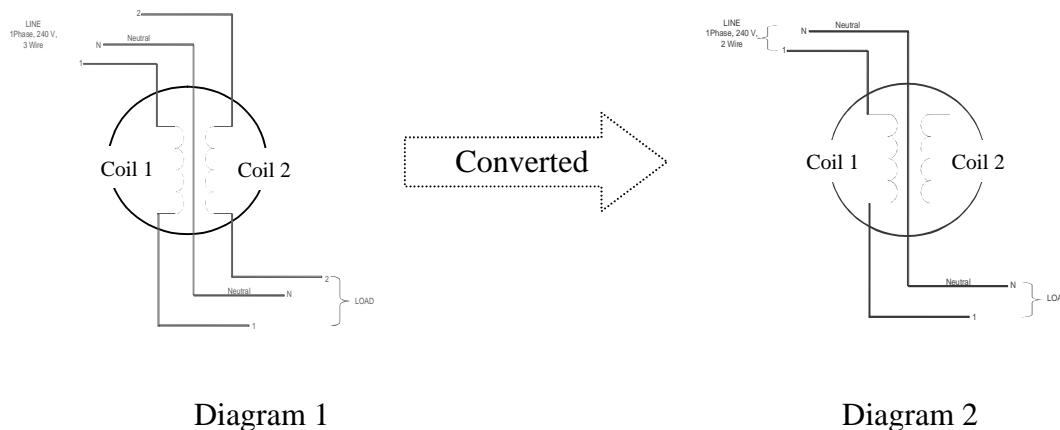 LINE
1Phase, 240 V,
3 Wire
2
N
Neutral
1
Coil 1
Coil 2
2
Neutral
N
LOAD
1
Diagram 1
Converted
LINE
1Phase, 240 V,
2 Wire
N
Neutral
1
Coil 1
Coil 2
Neutral
N
LOA
1
Diagram 2